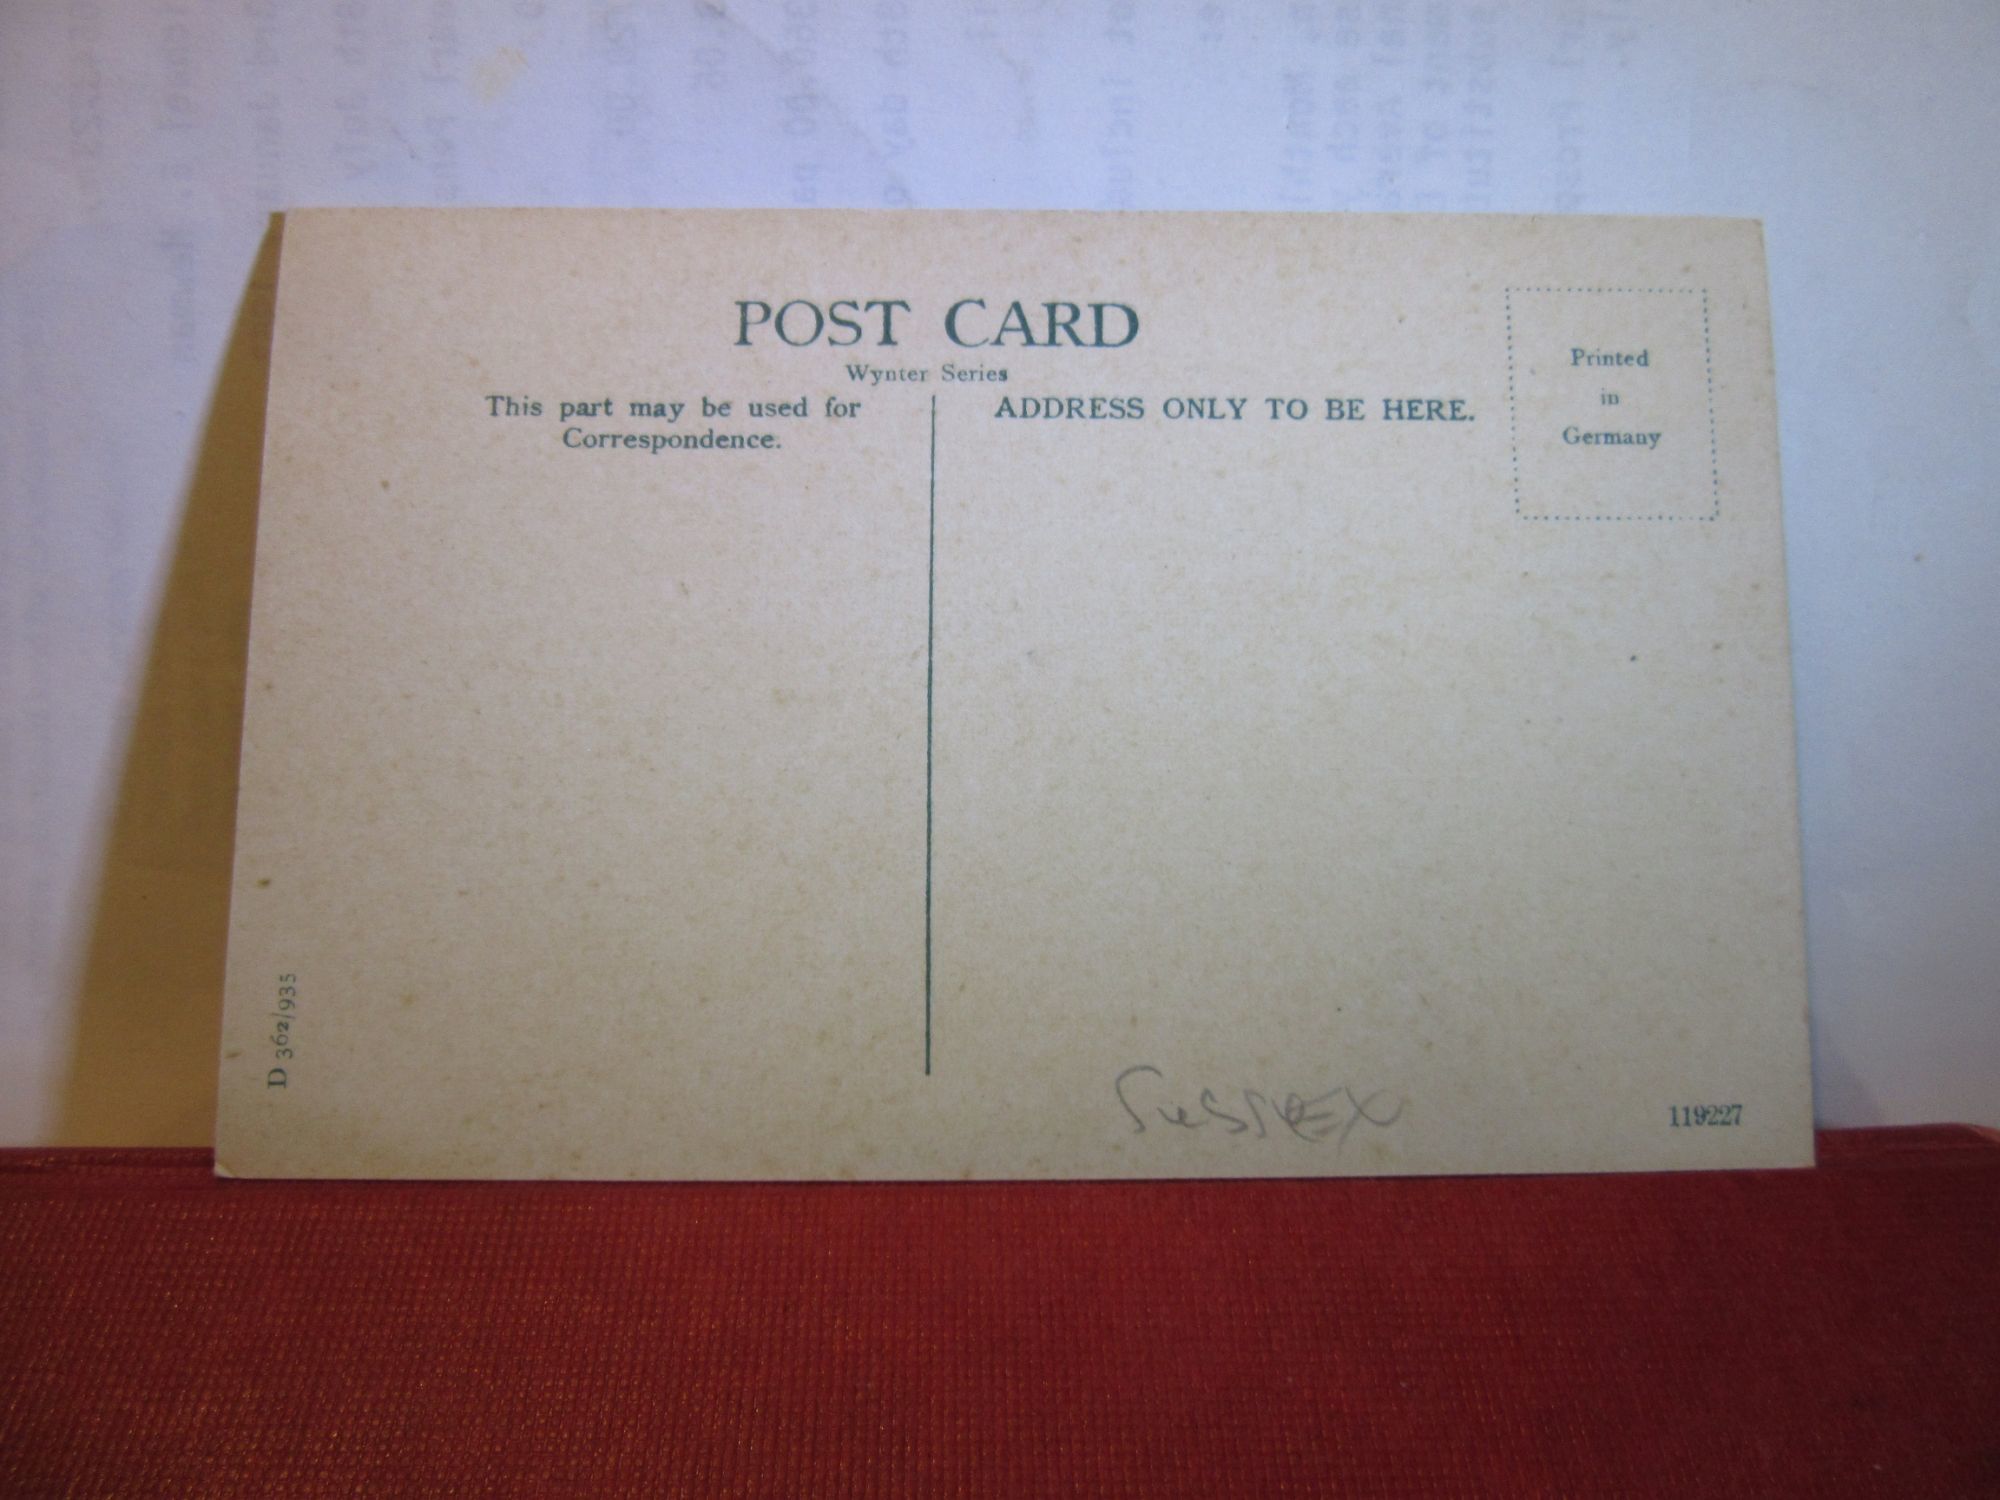 POST CARD
Wynter Series
This part may be used for
Correspondence.
ADDRESS ONLY TO BE HERE.
Printed
in
Germany
D 362/935
SUSSEX
119227